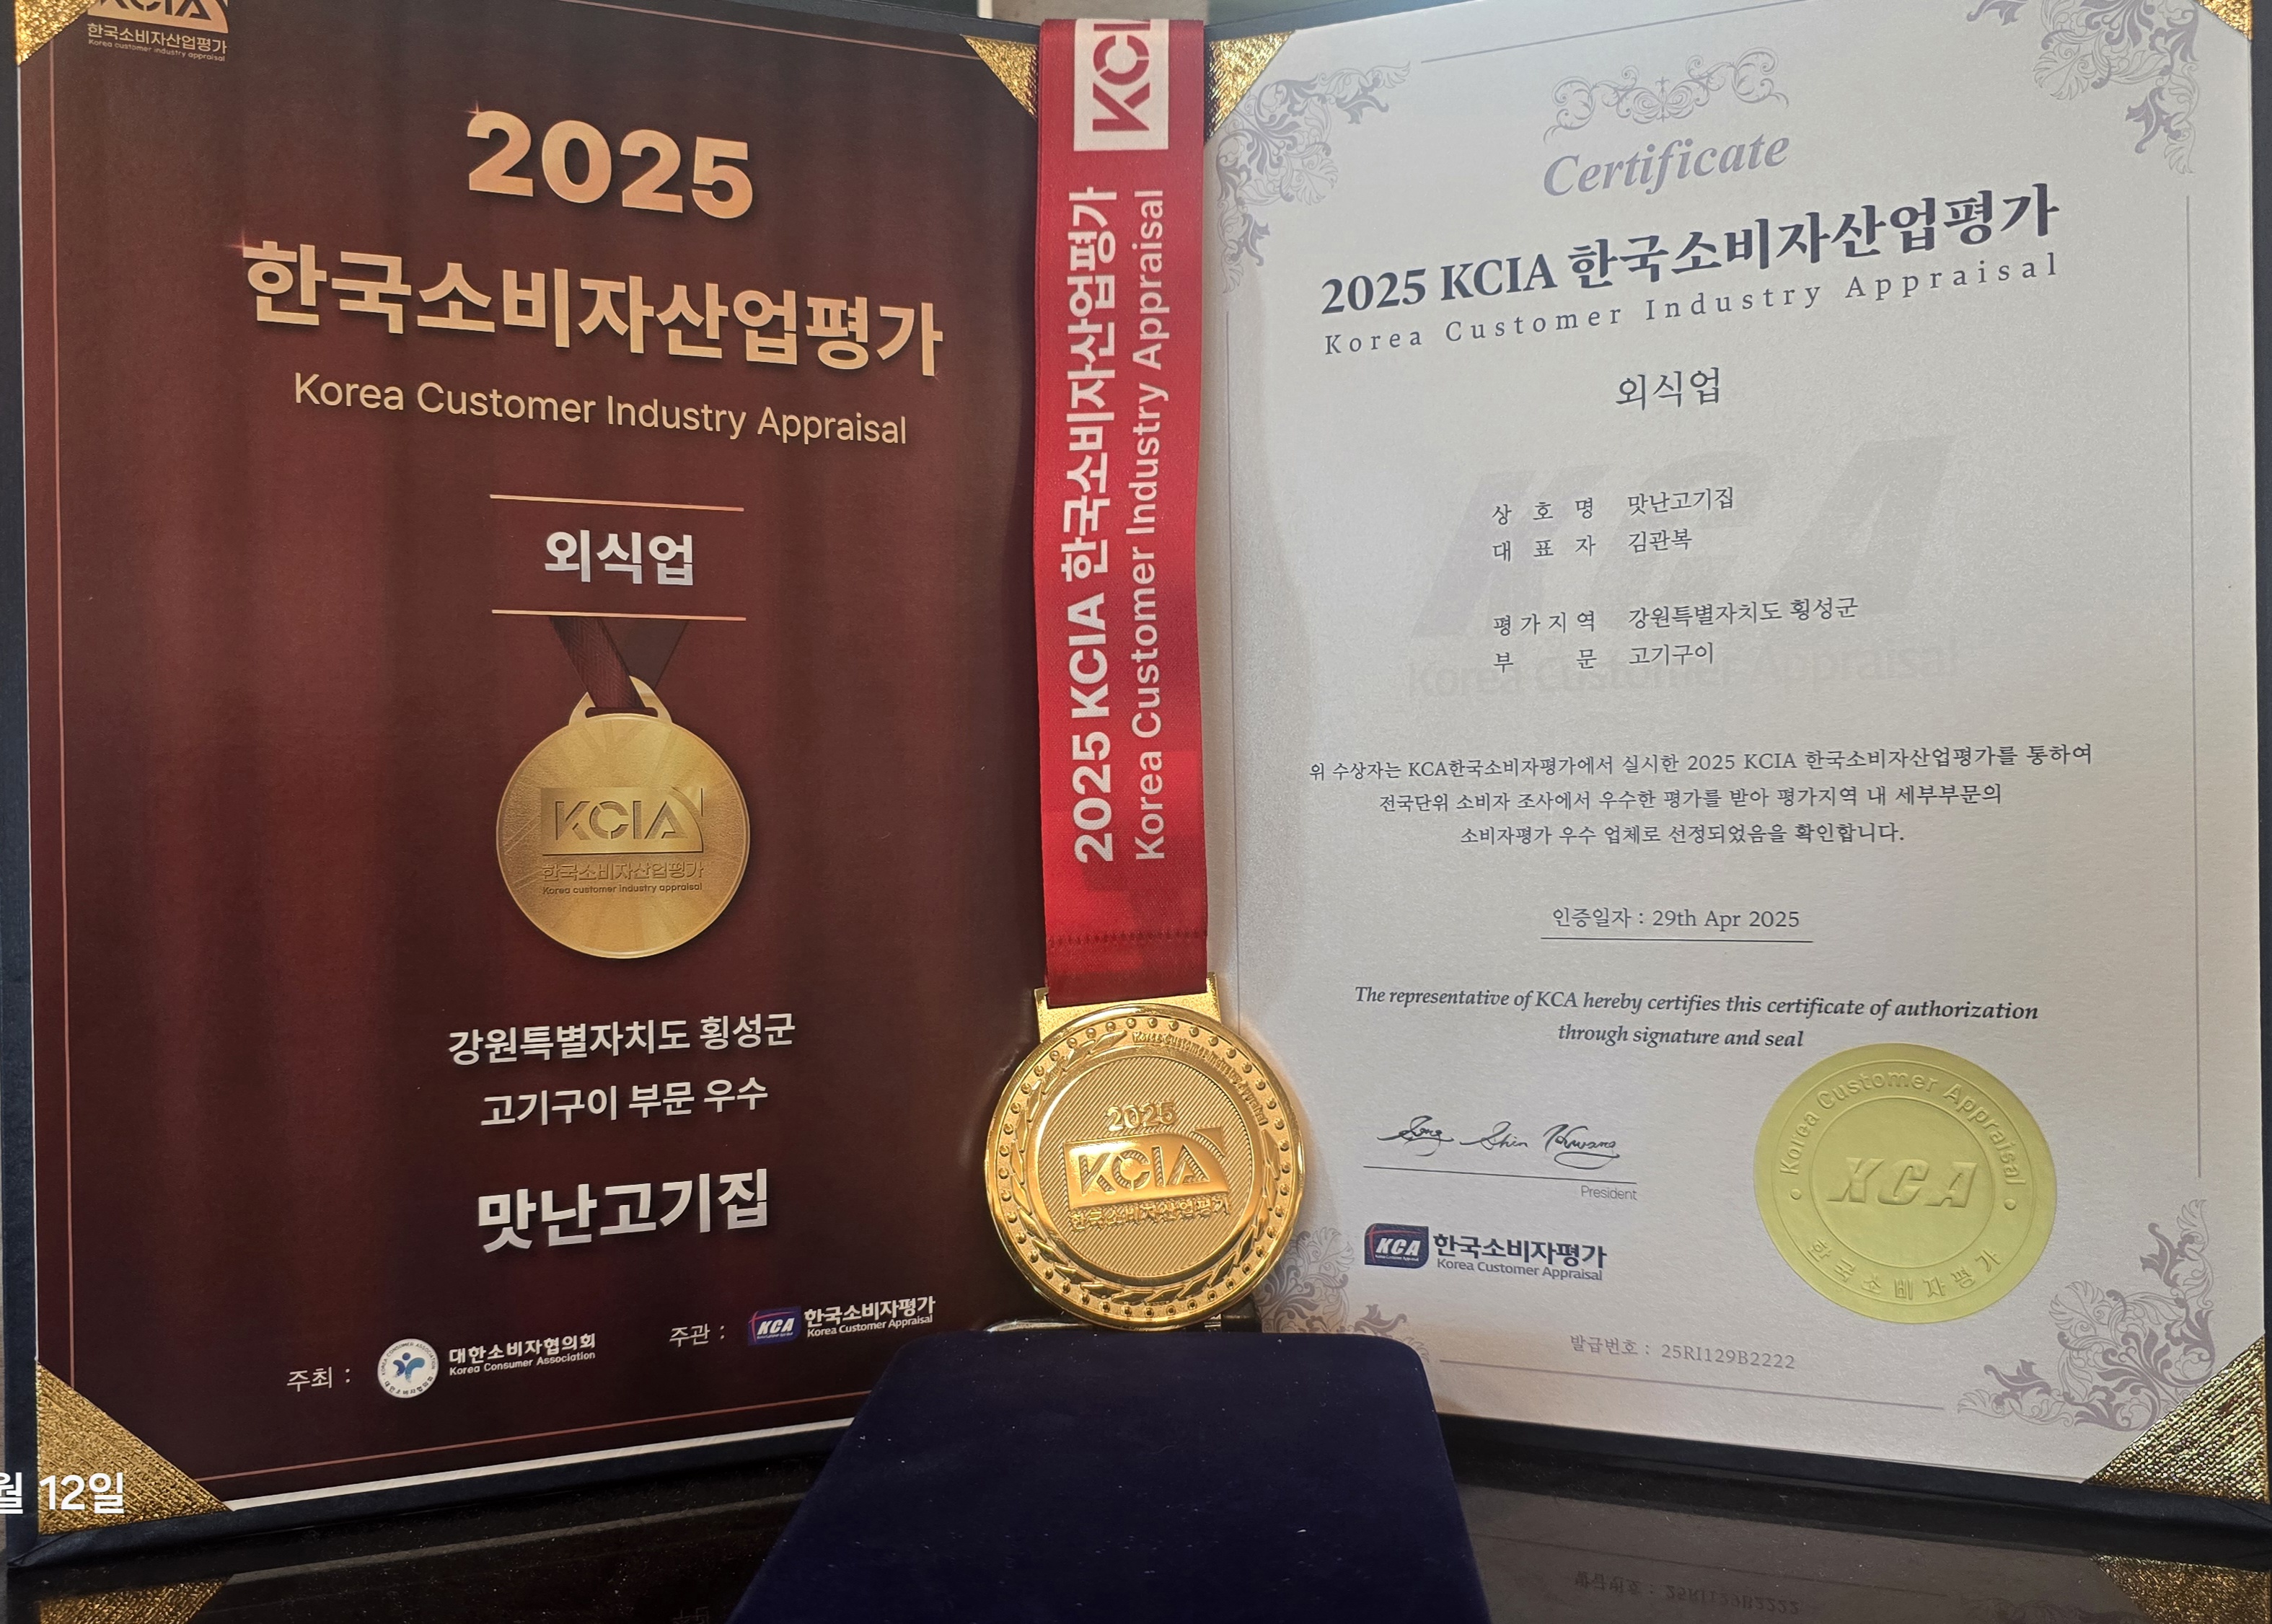 KCIA
한국소비자산업평가
Korea customer industry appraisal
2025
한국소비자산업평가
Korea Customer Industry Appraisal
외식업
KCIA
한국소비자산업평가
Korea customer industry appraisal
강원특별자치도 횡성군
고기구이 부문 우수
맛난고기집
주최 :
대한소비자협의회
Korea Consumer Association
주관 :
KCA 한국소비자평가
Korea Customer Appraisal
KCI
2025 KCIA 한국소비자산업평가
Korea Customer Industry Appraisal
Korea Customer Industry Appraisal
2025
KCIA
한국소비자산업평가
Certificate
2025 KCIA 한국소비자산업평가
Korea Customer Industry Appraisal
외식업
KCA
Korea Customer Appraisal
상 호 명 맛난고기집
대 표 자 김관복
평가지역 강원특별자치도 횡성군
부 문 고기구이
위 수상자는 KCA한국소비자평가에서 실시한 2025 KCIA 한국소비자산업평가를 통하여
전국단위 소비자 조사에서 우수한 평가를 받아 평가지역 내 세부부문의
소비자평가 우수 업체로 선정되었음을 확인합니다.
인증일자 : 29th Apr 2025
The representative of KCA hereby certifies this certificate of authorization
through signature and seal
President
KCA 한국소비자평가
Korea Customer Appraisal
Korea Customer Appraisal
KCA
한국소비자평가
발급번호 : 25RI129B2222
월 12일